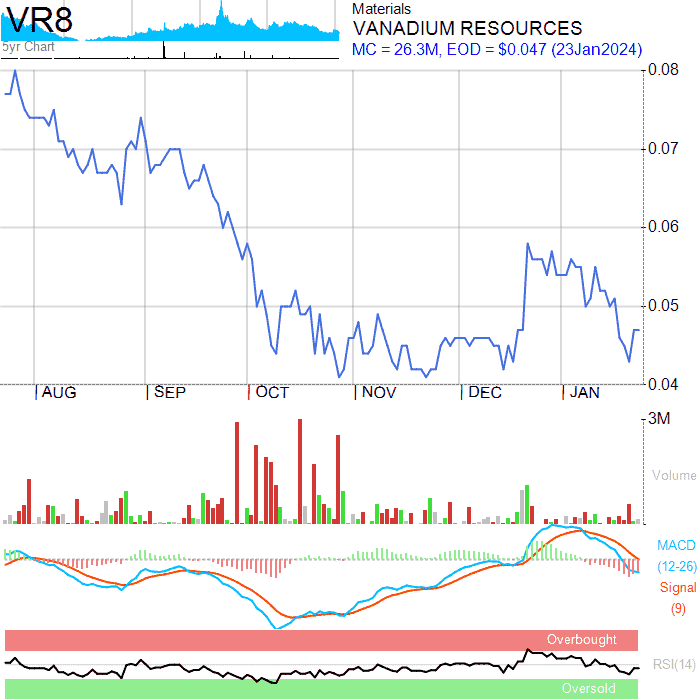 VR8
5yr Chart
Materials
VANADIUM RESOURCES
MC = 26.3M, EOD = $0.047 (23Jan2024)
0.08
0.07
0.06
0.05
0.04
AUG SEP OCT NOV DEC JAN
3M
Volume
MACD
(12-26)
Signal
(9)
Overbought
RSI(14)
Oversold